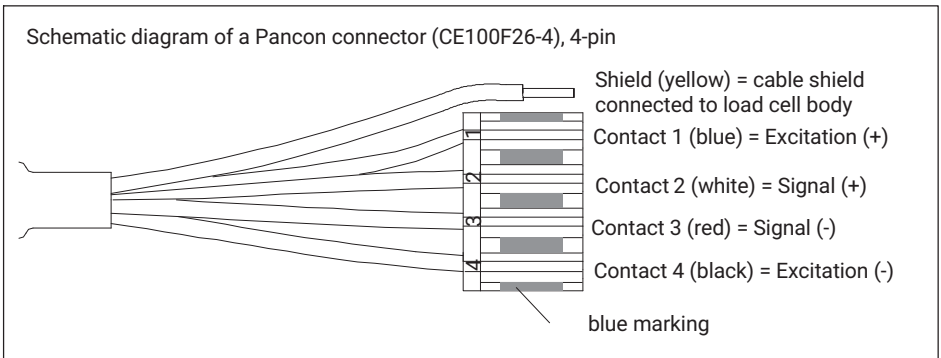 Schematic diagram of a Pancon connector (CE100F26-4), 4-pin
Shield (yellow) = cable shield
connected to load cell body
1
Contact 1 (blue) = Excitation (+)
2
Contact 2 (white) = Signal (+)
3
Contact 3 (red) = Signal (-)
4
Contact 4 (black) = Excitation (-)
blue marking